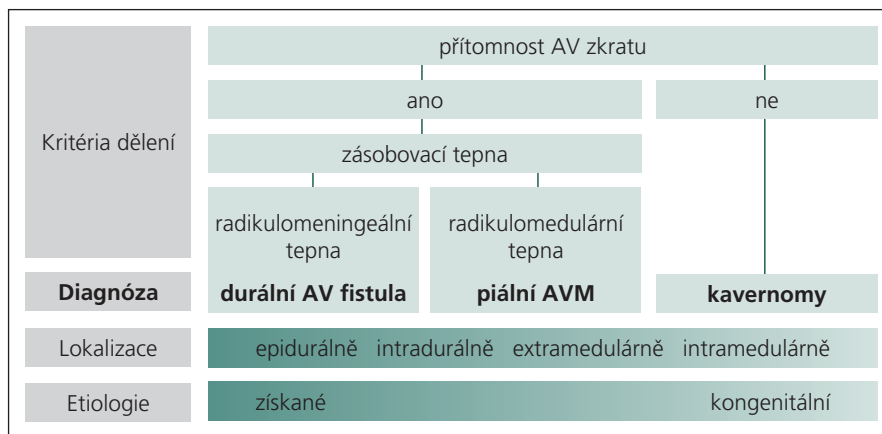 přítomnost AV zkratu
Kritéria dělení
ano
ne
zásobovací tepna
radikulomeningeální
tepna
radikulomedulární
tepna
Diagnóza
durální AV fistula
piální AVM
kavernomy
Lokalizace
epidurálně intradurálně extramedulárně intramedulárně
Etiologie
získané
kongenitální